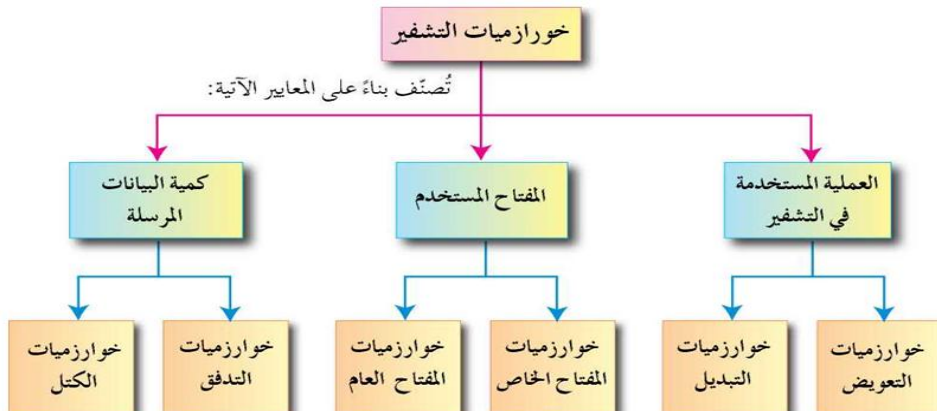 خورازميات التشفير
تُصنّف بناءً على المعايير الآتية:
العملية المستخدمة
في التشفير
المفتاح المستخدم
كمية البيانات
المرسلة
خوارزميات
التعويض
خوارزميات
التبديل
خوارزميات
المفتاح الخاص
خوارزميات
المفتاح العام
خوارزميات
التدفق
خوارزميات
الكتل